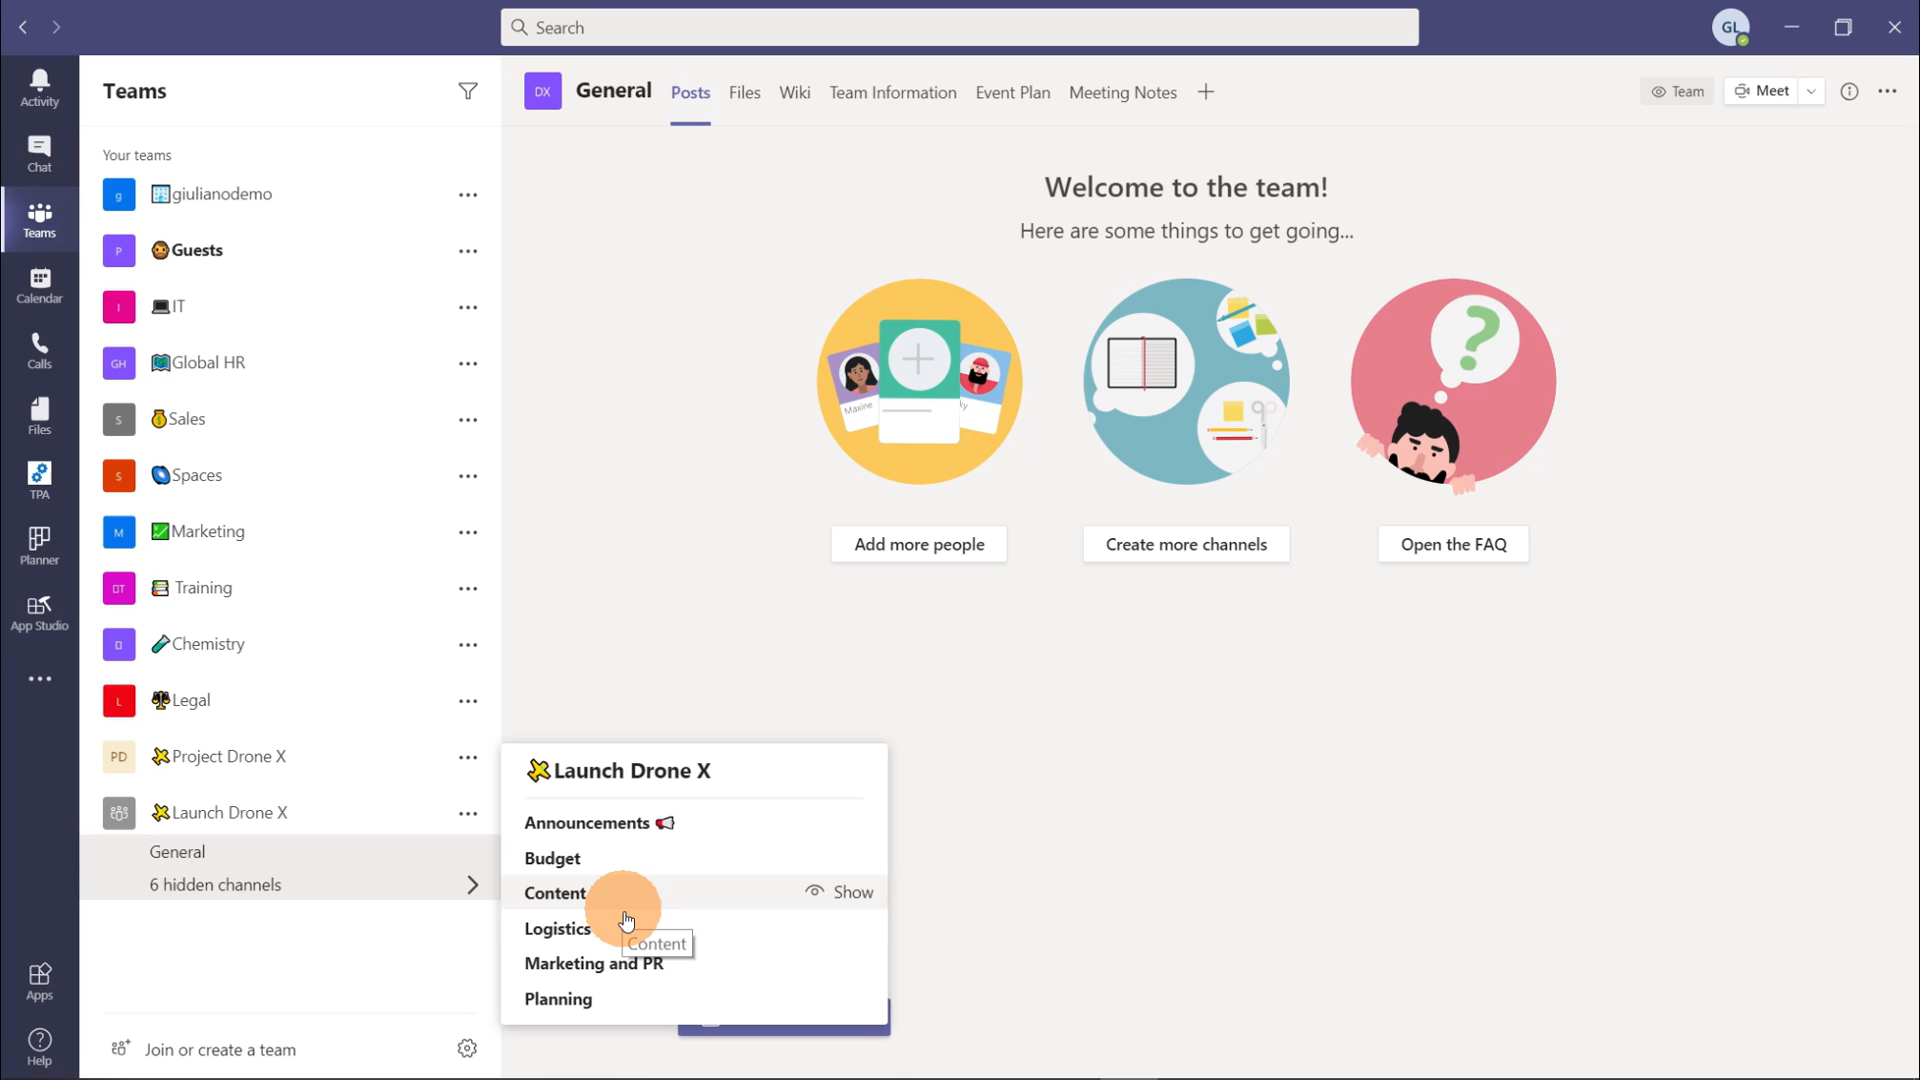 Search
GL
Activity
Chat
Teams
Calendar
Calls
Files
TPA
Planner
App Studio
Apps
Help
Teams
Your teams
g giulianodemo
P Guests
I IT
GH Global HR
S Sales
S Spaces
M Marketing
DT Training
Chemistry
L Legal
PD Project Drone X
Launch Drone X
General
6 hidden channels
Join or create a team
DX General Posts Files Wiki Team Information Event Plan Meeting Notes
Team Meet
Welcome to the team!
Here are some things to get going...
Maxine
ky
Add more people
Create more channels
Open the FAQ
Launch Drone X
Announcements
Budget
Content Show
Logistics
Content
Marketing and PR
Planning